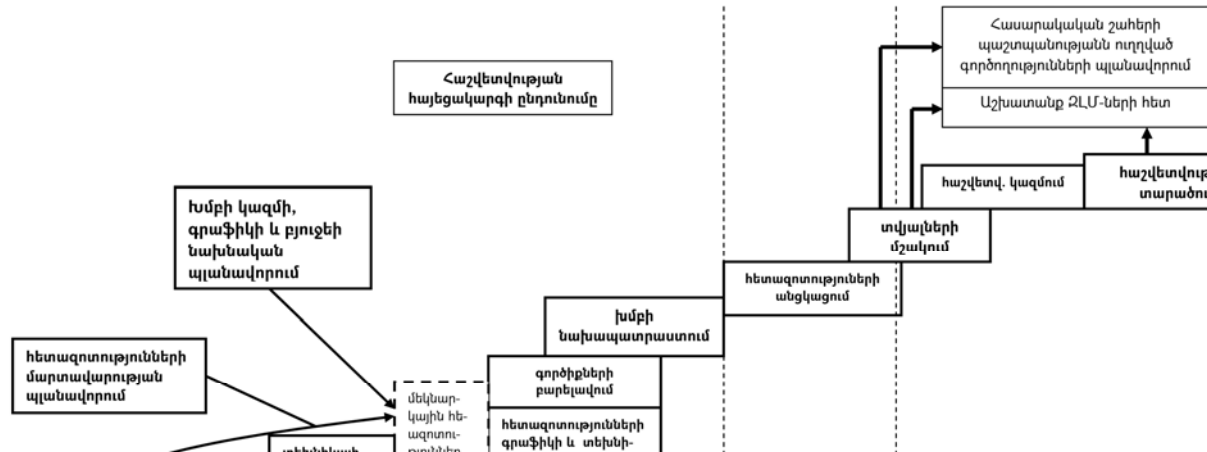 Հասարակական շահերի
պաշտպանությանն ուղղված
գործողությունների պլանավորում
Աշխատանք ԶԼՄ-ների հետ
Հաշվետվության
հայեցակարգի ընդունումը
հաշվետվ. կազմում
Խմբի կազմի,
գրաֆիկի և բյուջեի
նախնական
պլանավորում
տվյալների
մշակում
հետազոտություների
անցկացում
խմբի
նախապատրաստում
հետազոտությունների
մարտավարության
պլանավորում
գործիքների
բարելավում
մեկնար-
կային հե-
ազոտու-
հետազոտությունների
գրաֆիկի և տեխնի-